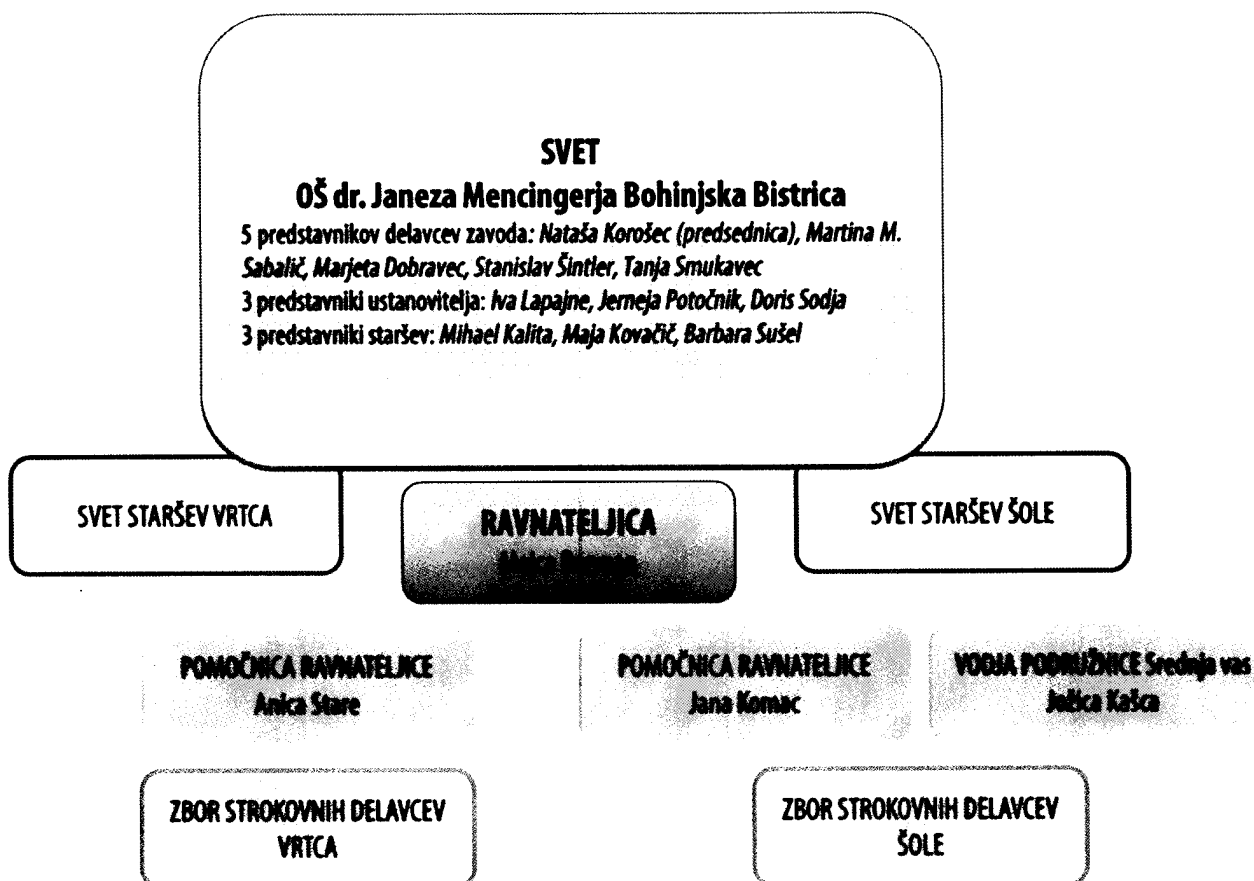 SVET
OŠ dr. Janeza Mencingerja Bohinjska Bistrica
5 predstavnikov delavcev zavoda: Nataša Korošec (predsednica), Martina M.
Sabalič, Marjeta Dobravec, Stanislav Šintler, Tanja Smukavec
3 predstavniki ustanovitelja: Iva Lapajne, Jerneja Potočnik, Doris Sodja
3 predstavniki staršev: Mihael Kalita, Maja Kovačič, Barbara Sušel
SVET STARŠEV VRTCA
RAVNATELJICA
SVET STARŠEV ŠOLE
POMOČNICA RAVNATELJICE
Anica Stare
POMOČNICA RAVNATELJICE
Jana Komac
VODJA PODRUŽNICE Srednja vas
Jožica Kašca
ZBOR STROKOVNIH DELAVCEV
VRTCA
ZBOR STROKOVNIH DELAVCEV
ŠOLE